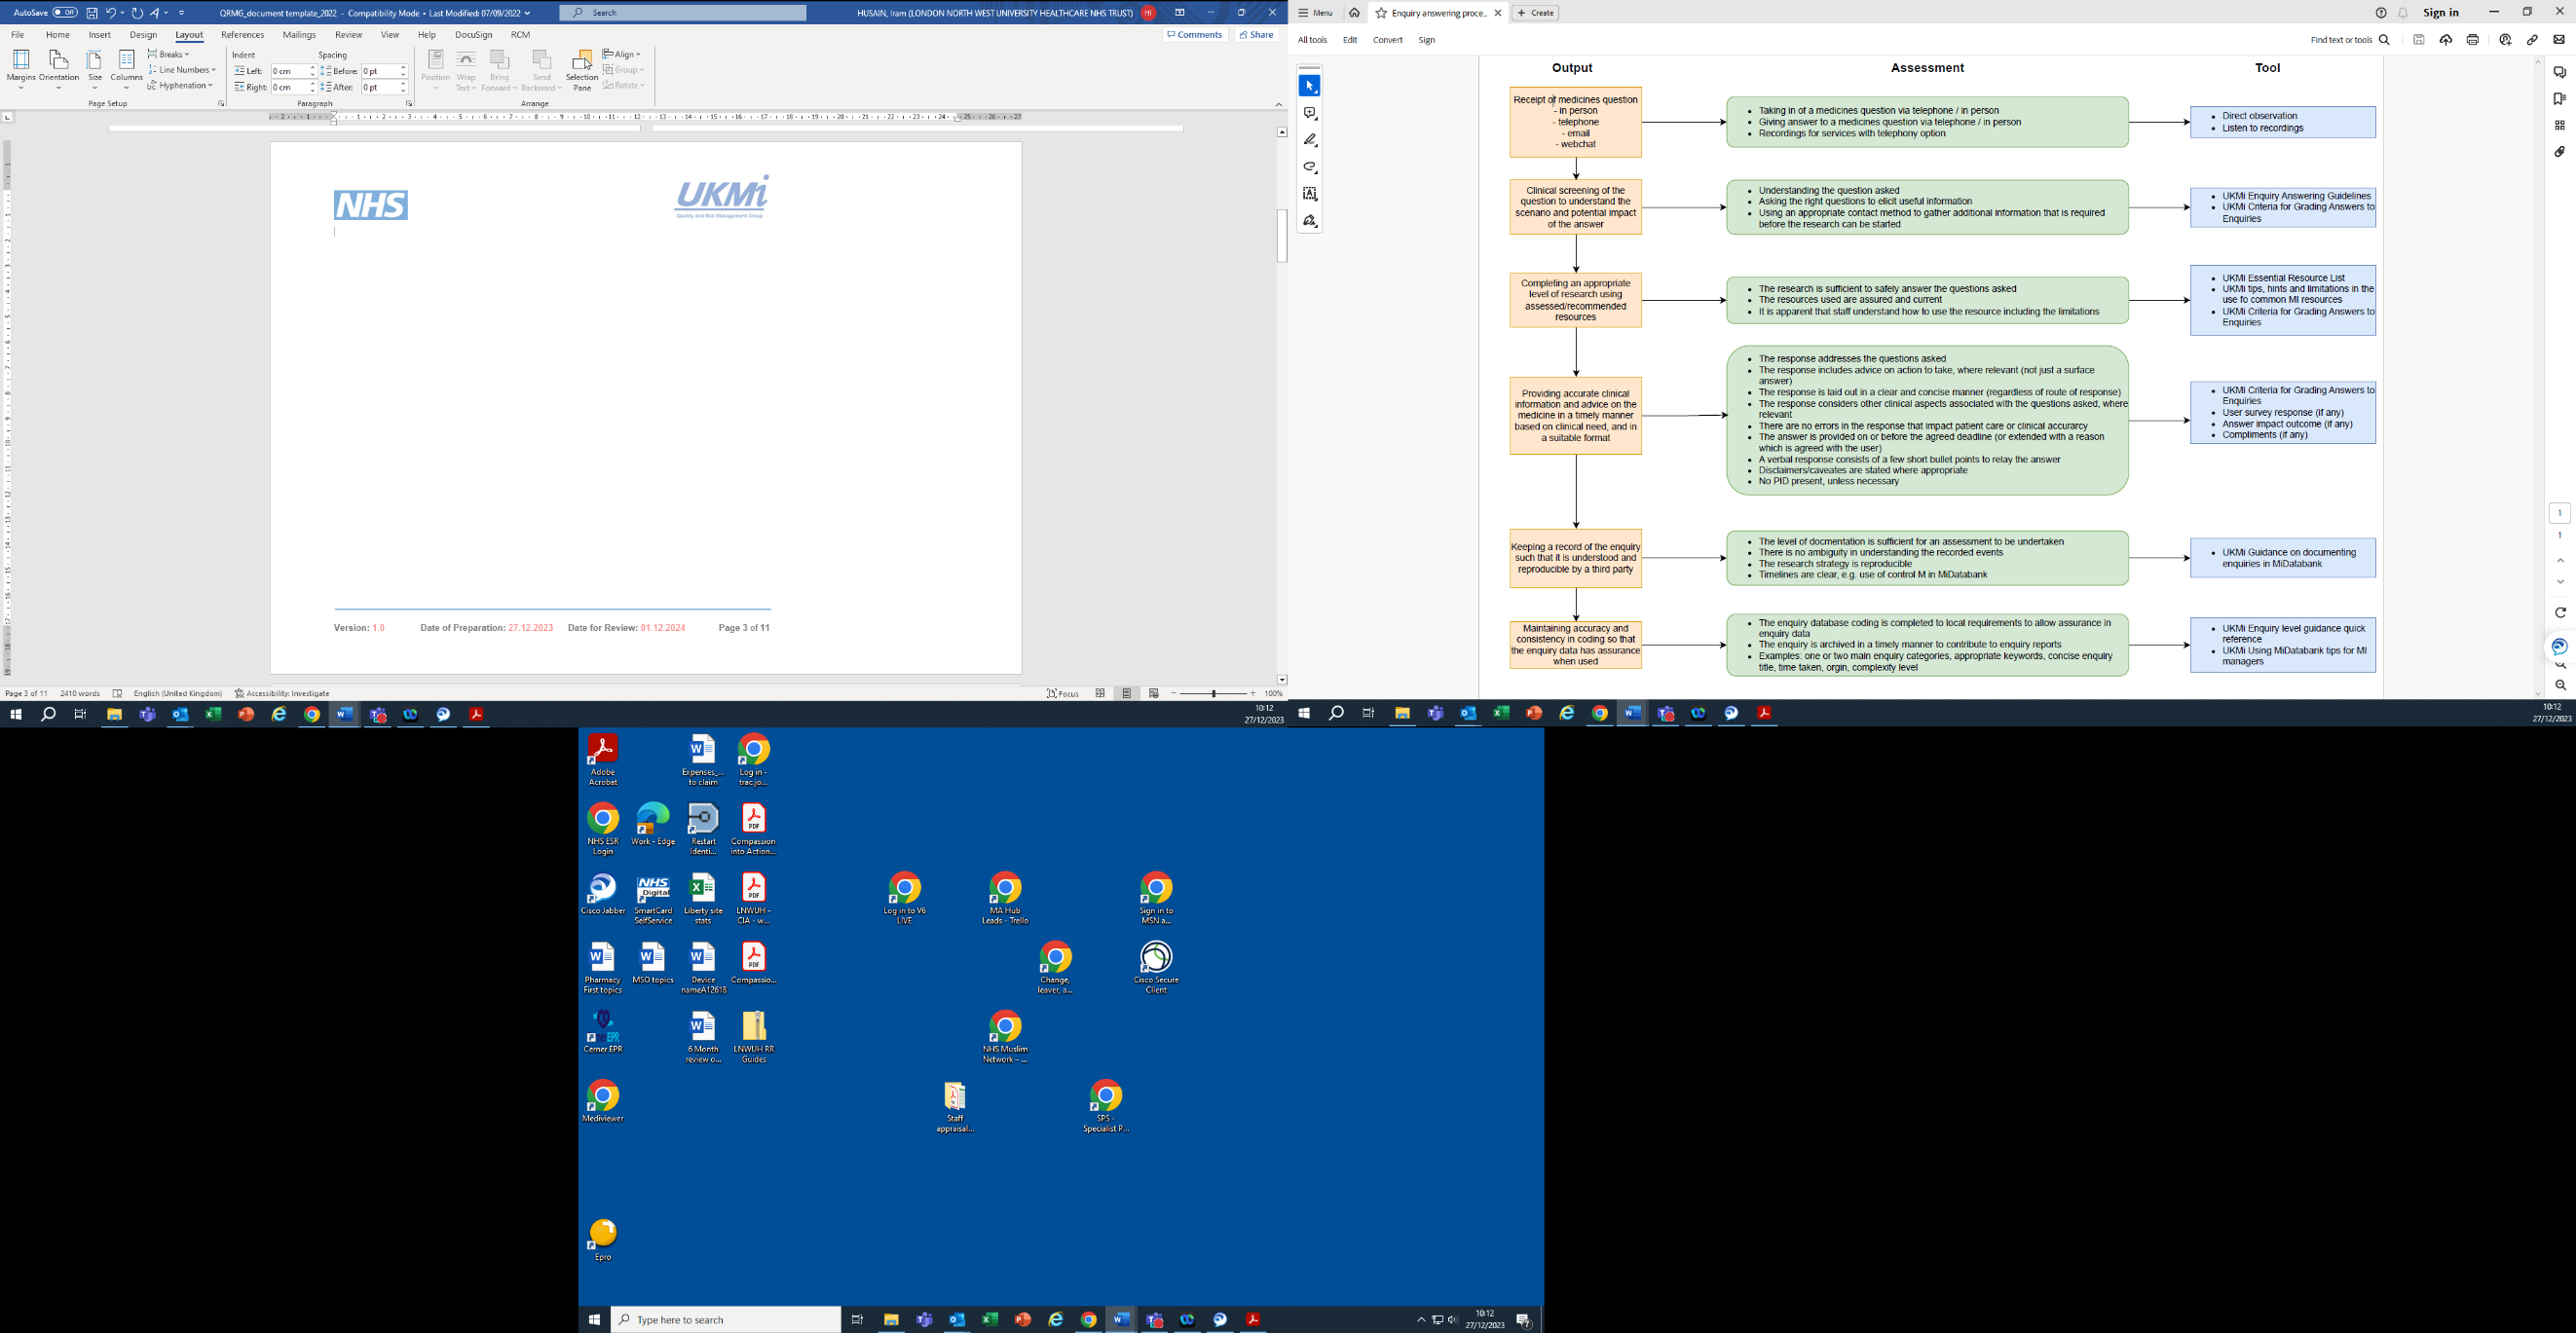 AutoSave Off QRMG_document template_2022 - Compatibility Mode • Last Modified: 07/09/2022 Search HUSAIN, Iram (LONDON NORTH WEST UNIVERSITY HEALTHCARE NHS TRUST) HI
File Home Insert Design Layout References Mailings Review View Help DocuSign RCM Comments Share
Margins Orientation Size Columns Breaks Line Numbers Hyphenation
Page Setup
Indent Spacing
Left: 0 cm Before: 0 pt
Right: 0 cm After: 0 pt
Paragraph
Position Wrap Text Bring Forward Send Backward Selection Pane Align Group Rotate
Arrange
NHS
UKMi
Quality and Risk Management Group
Version: 1.0 Date of Preparation: 27.12.2023 Date for Review: 01.12.2024 Page 3 of 11
Page 3 of 11 2410 words English (United Kingdom) Accessibility: Investigate Focus 100%
10:12
27/12/2023
Menu Enquiry answering proce... Create Sign in
All tools Edit Convert Sign Find text or tools
Output Assessment Tool
Receipt of medicines question
- in person
- telephone
- email
- webchat
• Taking in of a medicines question via telephone / in person
• Giving answer to a medicines question via telephone / in person
• Recordings for services with telephony option
• Direct observation
• Listen to recordings
Clinical screening of the
question to understand the
scenario and potential impact
of the answer
• Understanding the question asked
• Asking the right questions to elicit useful information
• Using an appropriate contact method to gather additional information that is required
before the research can be started
• UKMi Enquiry Answering Guidelines
• UKMi Criteria for Grading Answers to
Enquiries
Completing an appropriate
level of research using
assessed/recommended
resources
• The research is sufficient to safely answer the questions asked
• The resources used are assured and current
• It is apparent that staff understand how to use the resource including the limitations
• UKMi Essential Resource List
• UKMi tips, hints and limitations in the
use fo common MI resources
• UKMi Criteria for Grading Answers to
Enquiries
Providing accurate clinical
information and advice on the
medicine in a timely manner
based on clinical need, and in
a suitable format
• The response addresses the questions asked
• The response includes advice on action to take, where relevant (not just a surface
answer)
• The response is laid out in a clear and concise manner (regardless of route of response)
• The response considers other clinical aspects associated with the questions asked, where
relevant
• There are no errors in the response that impact patient care or clinical accurarcy
• The answer is provided on or before the agreed deadline (or extended with a reason
which is agreed with the user)
• A verbal response consists of a few short bullet points to relay the answer
• Disclaimers/caveates are stated where appropriate
• No PID present, unless necessary
• UKMi Criteria for Grading Answers to
Enquiries
• User survey response (if any)
• Answer impact outcome (if any)
• Compliments (if any)
Keeping a record of the enquiry
such that it is understood and
reproducible by a third party
• The level of docmentation is sufficient for an assessment to be undertaken
• There is no ambiguity in understanding the recorded events
• The research strategy is reproducible
• Timelines are clear, e.g. use of control M in MiDatabank
• UKMi Guidance on documenting
enquiries in MiDatabank
Maintaining accuracy and
consistency in coding so that
the enquiry data has assurance
when used
• The enquiry database coding is completed to local requirements to allow assurance in
enquiry data
• The enquiry is archived in a timely manner to contribute to enquiry reports
• Examples: one or two main enquiry categories, appropriate keywords, concise enquiry
title, time taken, orgin, complexity level
• UKMi Enquiry level guidance quick
reference
• UKMi Using MiDatabank tips for MI
managers
1
1
10:12
27/12/2023
Adobe Acrobat
Expenses_... to claim
Log in - trac.jo...
NHS ESR Login
Work - Edge
Restart Identi...
Compassion into Action...
Cisco Jabber
SmartCard SelfService
Liberty site stats
LNWUH - CIA - w...
Log in to V6 LIVE
MA Hub Leads - Trello
Sign in to MSN a...
Pharmacy First topics
MSO topics
Device nameA12618
Compassio...
Change, leaver, a...
Cisco Secure Client
Cerner EPR
6 Month review o...
LNWUH RR Guides
NHS Muslim Network – ...
Mediviewer
Staff appraisal...
SPS - Specialist P...
Epro
Type here to search
10:12
27/12/2023